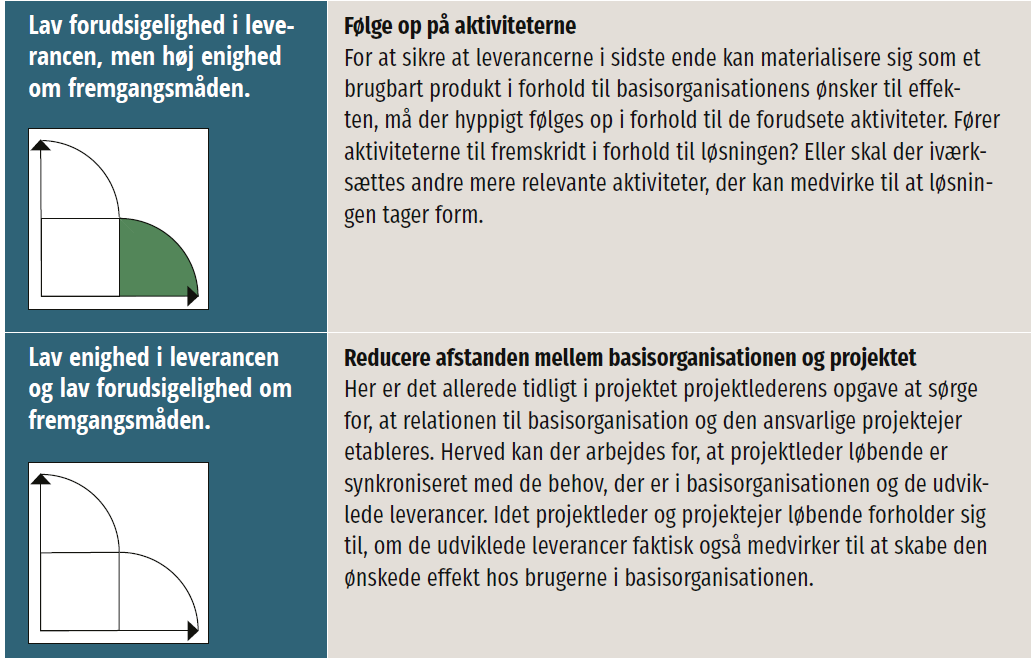 Lav forudsigelighed i leve-
rancen, men høj enighed
om fremgangsmåden.
Følge op på aktiviteterne
For at sikre at leverancerne i sidste ende kan materialisere sig som et
brugbart produkt i forhold til basisorganisationens ønsker til effek-
ten, må der hyppigt følges op i forhold til de forudsete aktiviteter. Fører
aktiviteterne til fremskridt i forhold til løsningen? Eller skal der iværk-
sættes andre mere relevante aktiviteter, der kan medvirke til at løsnin-
gen tager form.
Lav enighed i leverancen
og lav forudsigelighed om
fremgangsmåden.
Reducere afstanden mellem basisorganisationen og projektet
Her er det allerede tidligt i projektet projektlederens opgave at sørge
for, at relationen til basisorganisation og den ansvarlige projektejer
etableres. Herved kan der arbejdes for, at projektleder løbende er
synkroniseret med de behov, der er i basisorganisationen og de udvik-
lede leverancer. Idet projektleder og projektejer løbende forholder sig
til, om de udviklede leverancer faktisk også medvirker til at skabe den
ønskede effekt hos brugerne i basisorganisationen.